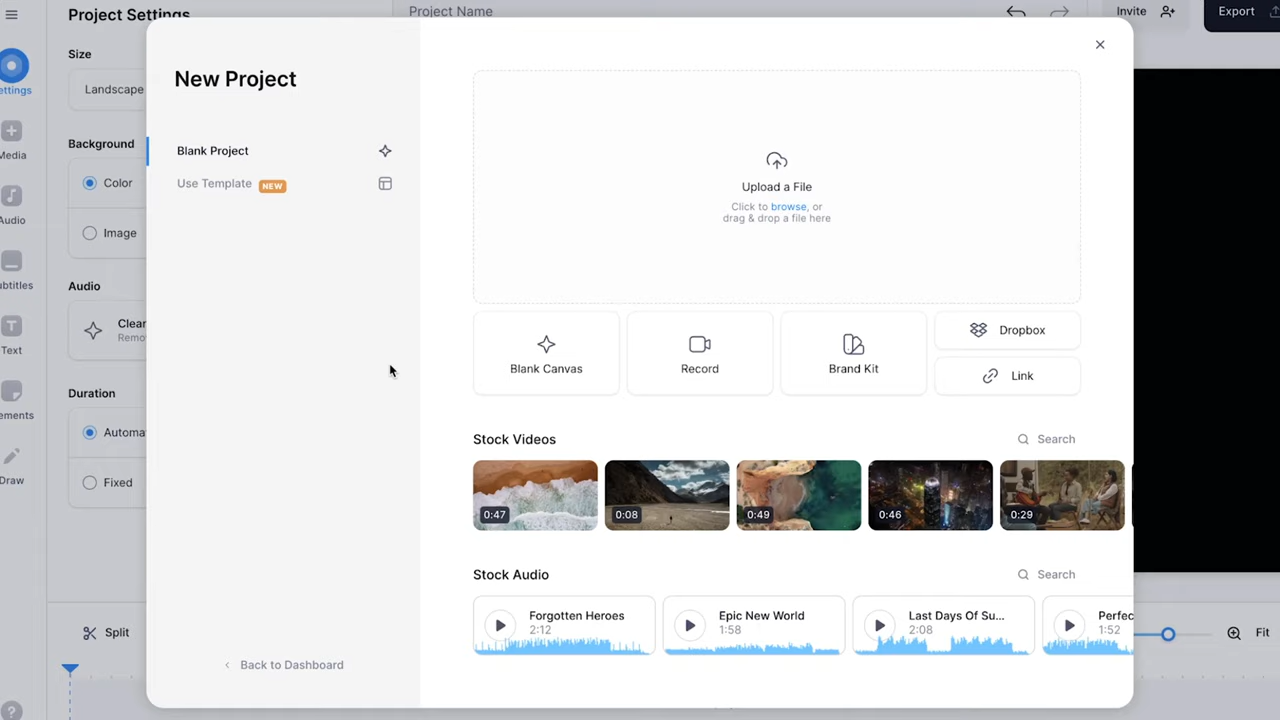 Project Settings
Project Name
Invite
Export
Size
Landscape
ettings
Background
Color
Image
Media
Audio
Audio
Clear
Remo
ubtitles
Text
Duration
Automa
Fixed
ements
Draw
Split
Fit
New Project
Blank Project
Use Template NEW
Back to Dashboard
Upload a File
Click to browse, or
drag & drop a file here
Blank Canvas
Record
Brand Kit
Dropbox
Link
Stock Videos
Search
0:47
0:08
0:49
0:46
0:29
Stock Audio
Search
Forgotten Heroes
2:12
Epic New World
1:58
Last Days Of Su...
2:08
Perfec
1:52